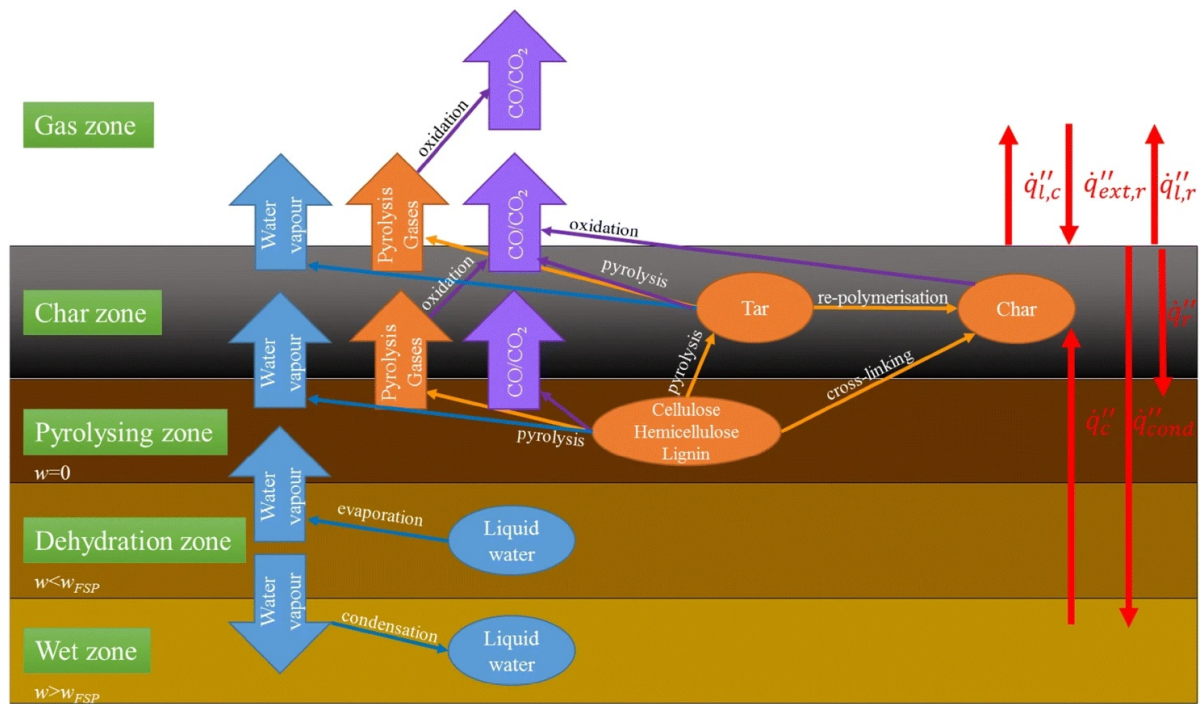 CO/CO₂
Gas zone
oxidation
Water
vapour
Pyrolysis
Gases
CO/CO₂
oxidation
q̇″l,c
q̇″ext,r
q̇″l,r
Char zone
oxidation
pyrolysis
Tar
re-polymerisation
Char
q̇″r
Water
vapour
Pyrolysis
Gases
CO/CO₂
pyrolysis
cross-linking
Pyrolysing zone
w=0
pyrolysis
Cellulose
Hemicellulose
Lignin
q̇″c
q̇″cond
Water
vapour
Dehydration zone
w<wFSP
evaporation
Liquid
water
Water
vapour
Wet zone
w>wFSP
condensation
Liquid
water